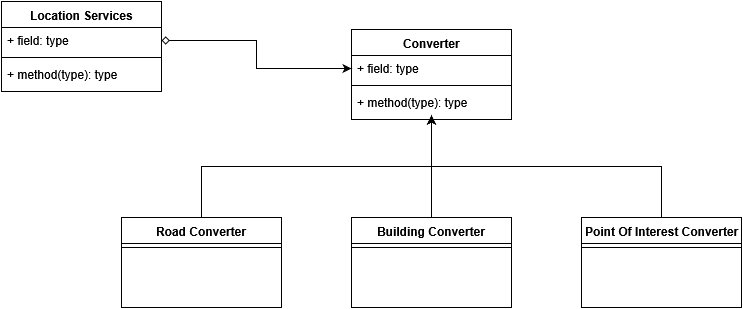 Location Services
+ field: type
+ method(type): type
Converter
+ field: type
+ method(type): type
Road Converter
Building Converter
Point Of Interest Converter